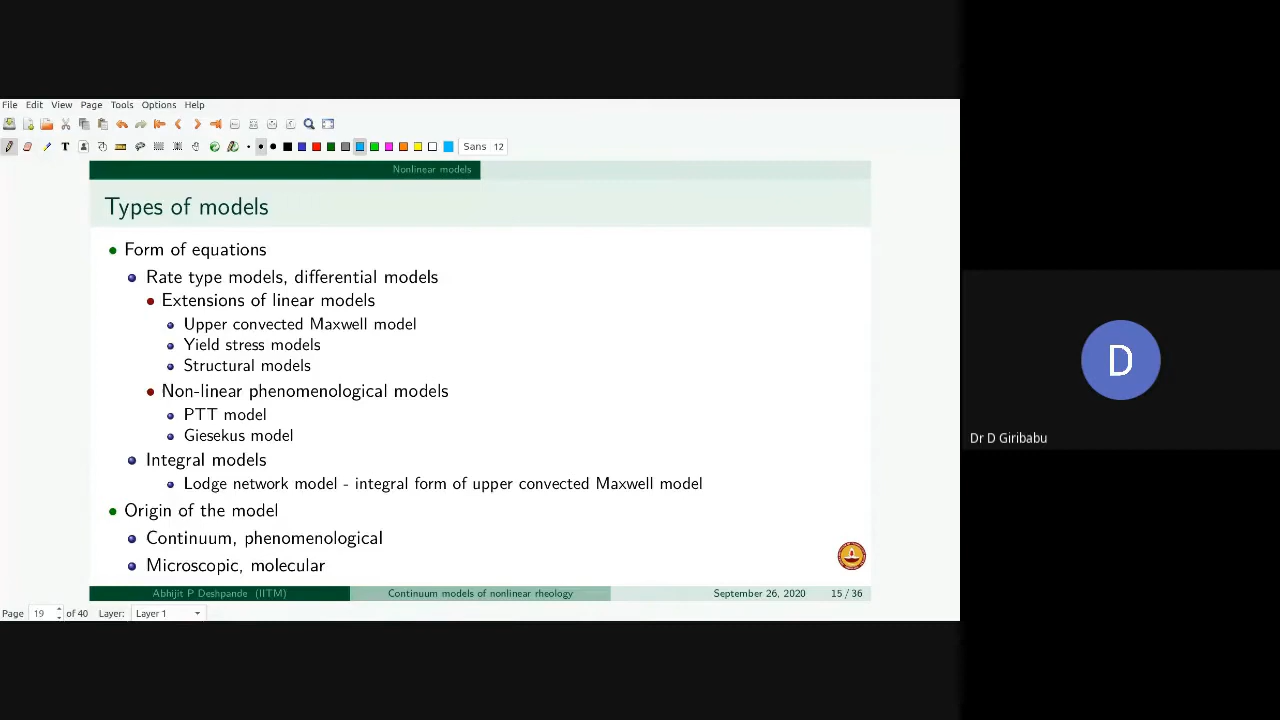 File Edit View Page Tools Options Help
T Sans 12
Nonlinear models
Types of models
Form of equations
Rate type models, differential models
Extensions of linear models
Upper convected Maxwell model
Yield stress models
Structural models
Non-linear phenomenological models
PTT model
Giesekus model
Integral models
Lodge network model - integral form of upper convected Maxwell model
Origin of the model
Continuum, phenomenological
Microscopic, molecular
Abhijit P Deshpande (IITM) Continuum models of nonlinear rheology September 26, 2020 15 / 36
Page 19 of 40 Layer: Layer 1
D
Dr D Giribabu